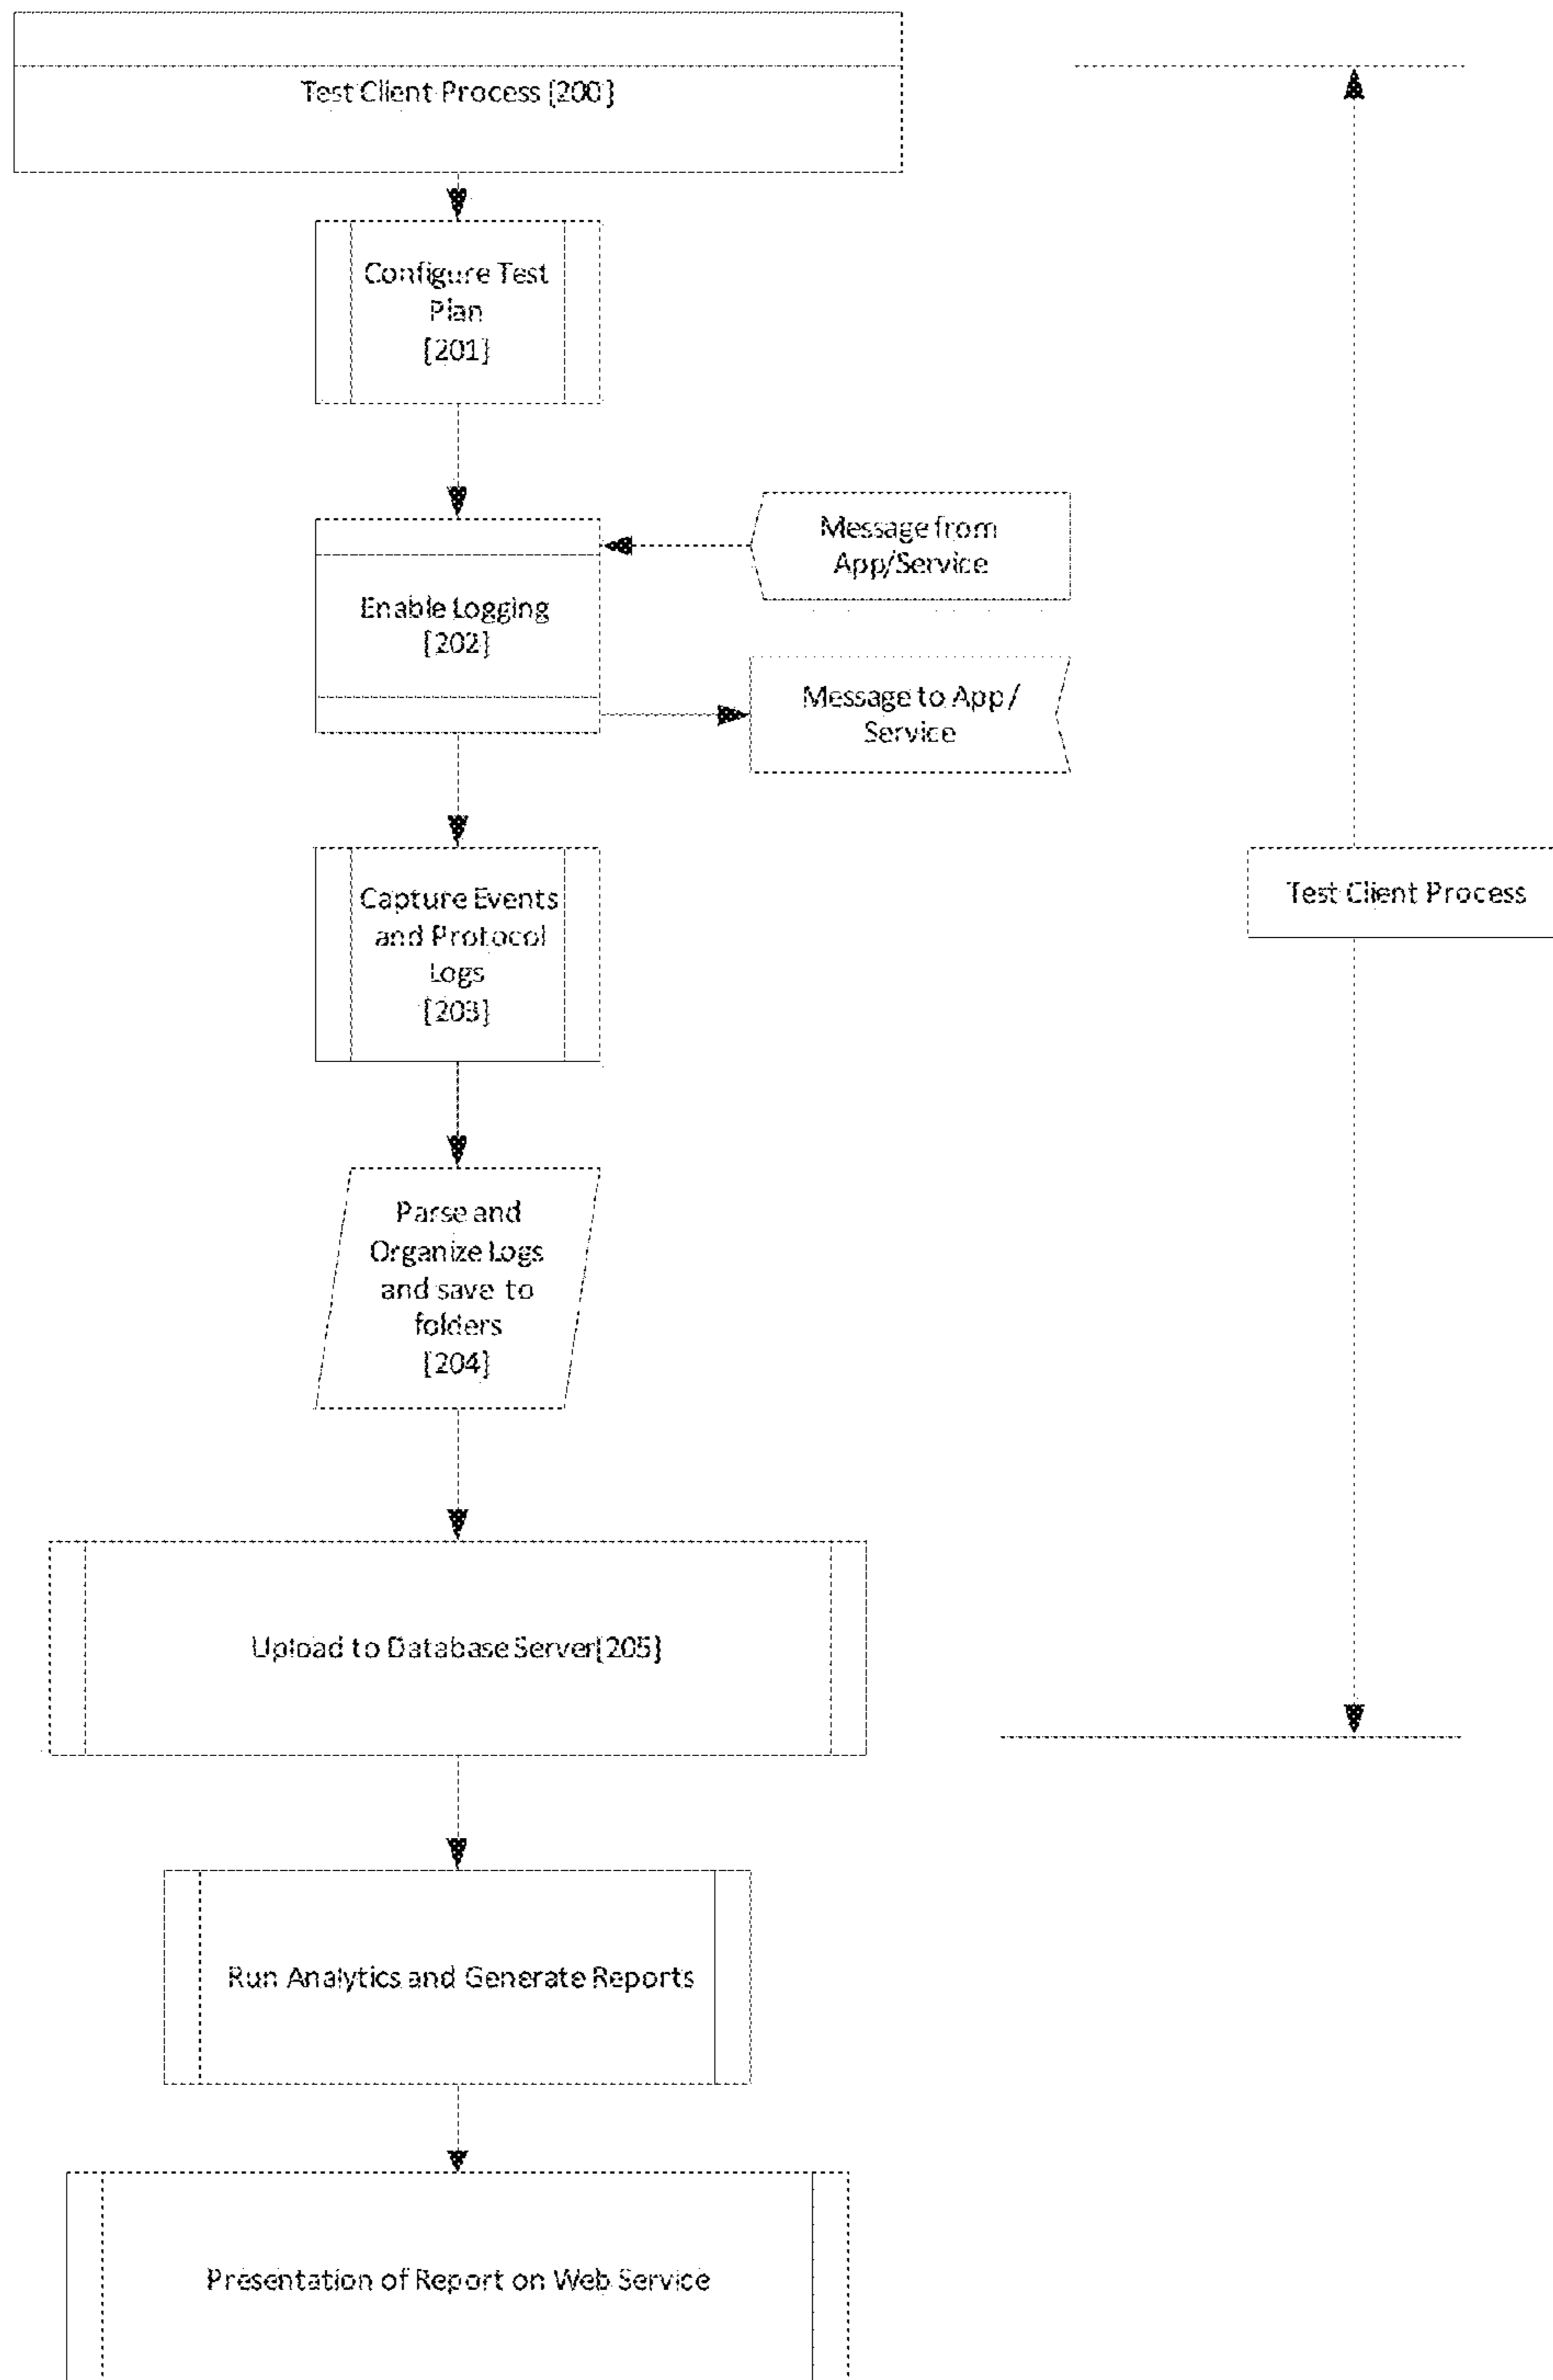 Test Client Process [200]
Configure Test
Plan
[201]
Message from
App/Service
Enable Logging
[202]
Message to App/
Service
Capture Events
and Protocol
Logs
[203]
Test Client Process
Parse and
Organize Logs
and save to
folders
[204]
Upload to Database Server[205]
Run Analytics and Generate Reports
Presentation of Report on Web Service